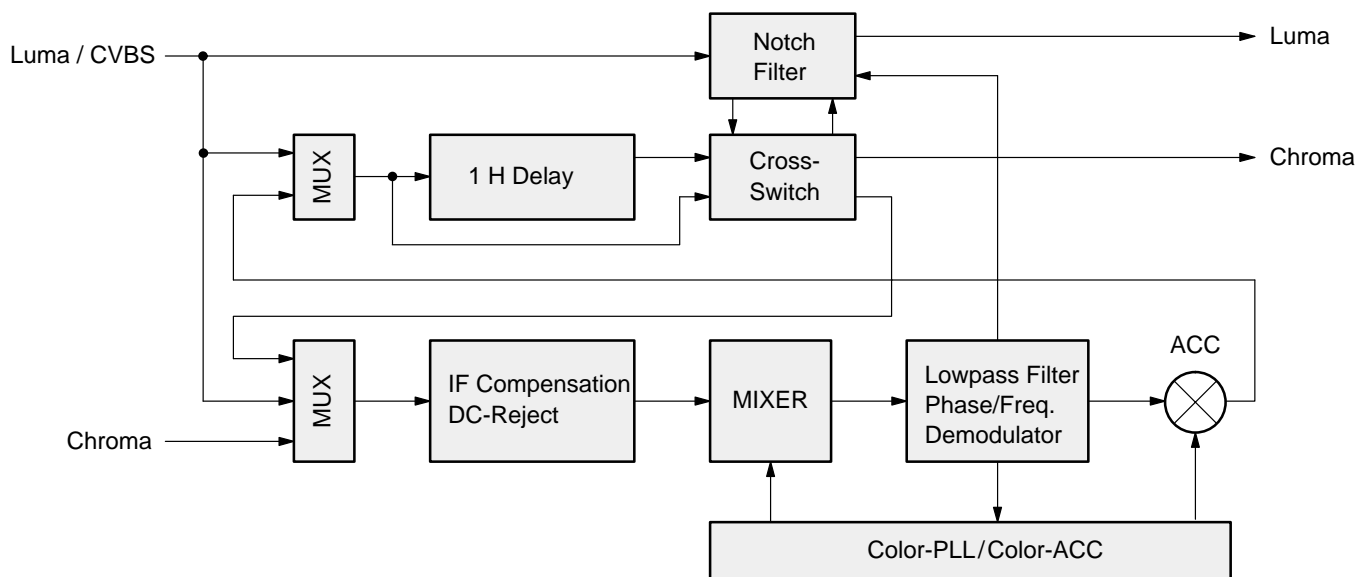 Luma / CVBS
Notch
Filter
Luma
MUX
1 H Delay
Cross-
Switch
Chroma
MUX
IF Compensation
DC-Reject
MIXER
Lowpass Filter
Phase/Freq.
Demodulator
ACC
Chroma
Color-PLL/Color-ACC